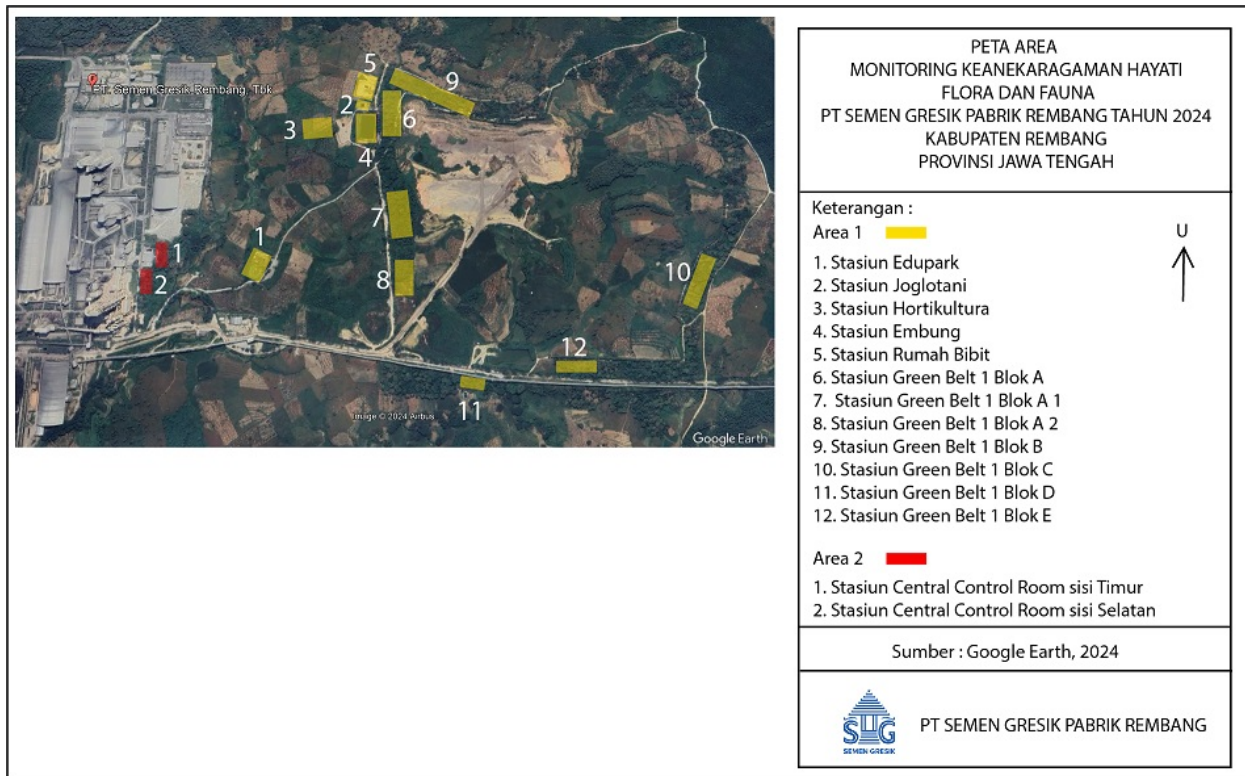 PT. Semen Gresik Rembang, Tbk
5
9
2
3
6
4
7
1
1
2
8
10
12
11
Image © 2024 Airbus
Google Earth
PETA AREA
MONITORING KEANEKARAGAMAN HAYATI
FLORA DAN FAUNA
PT SEMEN GRESIK PABRIK REMBANG TAHUN 2024
KABUPATEN REMBANG
PROVINSI JAWA TENGAH
Keterangan :
Area 1
U
1. Stasiun Edupark
2. Stasiun Joglotani
3. Stasiun Hortikultura
4. Stasiun Embung
5. Stasiun Rumah Bibit
6. Stasiun Green Belt 1 Blok A
7. Stasiun Green Belt 1 Blok A 1
8. Stasiun Green Belt 1 Blok A 2
9. Stasiun Green Belt 1 Blok B
10. Stasiun Green Belt 1 Blok C
11. Stasiun Green Belt 1 Blok D
12. Stasiun Green Belt 1 Blok E
Area 2
1. Stasiun Central Control Room sisi Timur
2. Stasiun Central Control Room sisi Selatan
Sumber : Google Earth, 2024
SIG
SEMEN GRESIK
PT SEMEN GRESIK PABRIK REMBANG